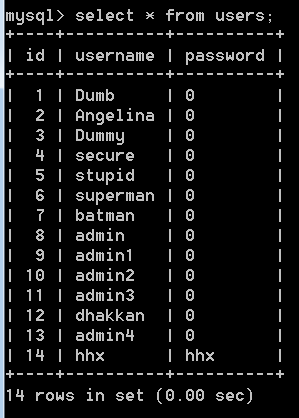 mysql> select * from users;
+----+----------+----------+
| id | username | password |
+----+----------+----------+
|  1 | Dumb     | 0        |
|  2 | Angelina | 0        |
|  3 | Dummy    | 0        |
|  4 | secure   | 0        |
|  5 | stupid   | 0        |
|  6 | superman | 0        |
|  7 | batman   | 0        |
|  8 | admin    | 0        |
|  9 | admin1   | 0        |
| 10 | admin2   | 0        |
| 11 | admin3   | 0        |
| 12 | dhakkan  | 0        |
| 13 | admin4   | 0        |
| 14 | hhx      | hhx      |
+----+----------+----------+
14 rows in set (0.00 sec)